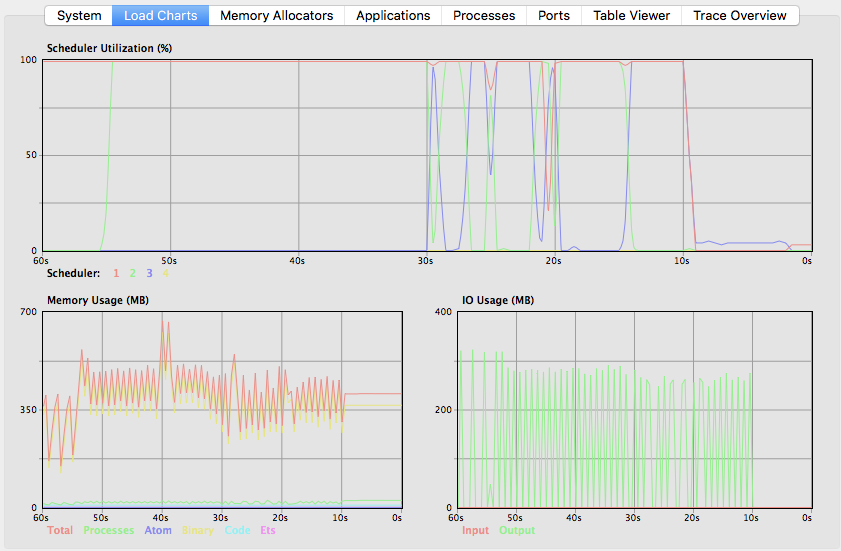 System Load Charts Memory Allocators Applications Processes Ports Table Viewer Trace Overview
Scheduler Utilization (%)
100
50
0
60s 50s 40s 30s 20s 10s 0s
Scheduler: 1 2 3 4
Memory Usage (MB)
700
350
0
60s 50s 40s 30s 20s 10s 0s
Total Processes Atom Binary Code Ets
IO Usage (MB)
400
200
0
60s 50s 40s 30s 20s 10s 0s
Input Output